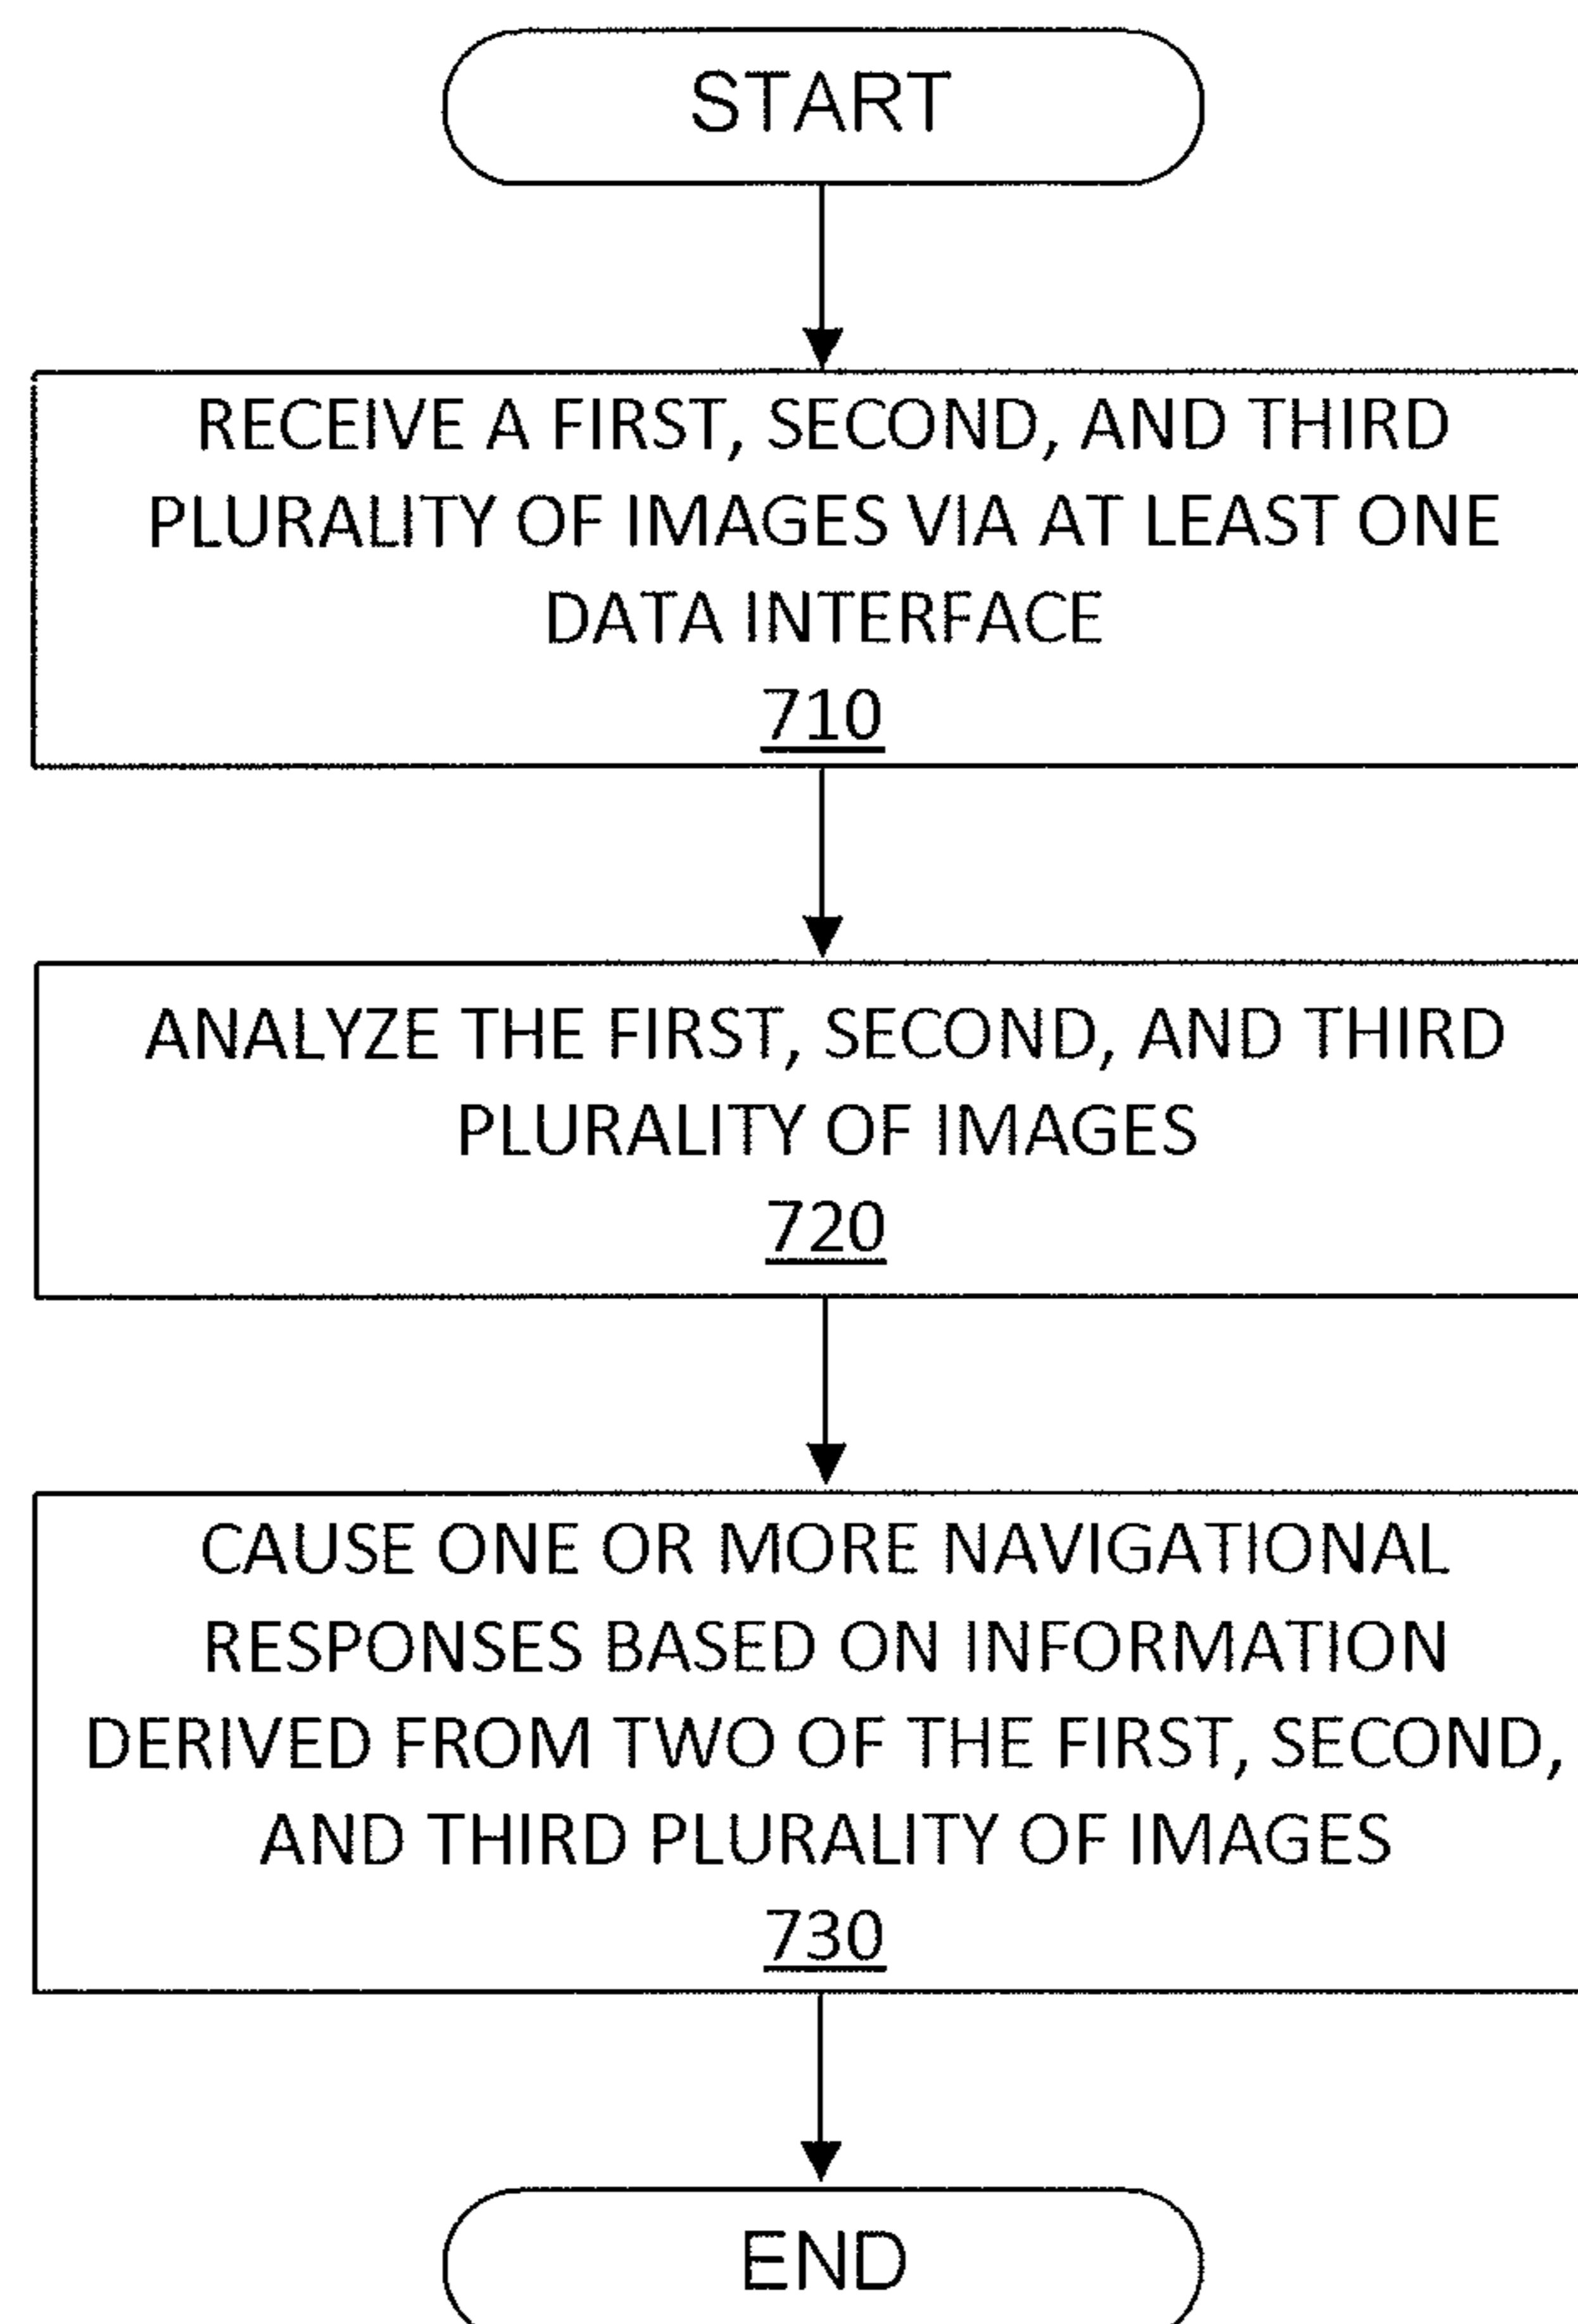 START
RECEIVE A FIRST, SECOND, AND THIRD
PLURALITY OF IMAGES VIA AT LEAST ONE
DATA INTERFACE
710
ANALYZE THE FIRST, SECOND, AND THIRD
PLURALITY OF IMAGES
720
CAUSE ONE OR MORE NAVIGATIONAL
RESPONSES BASED ON INFORMATION
DERIVED FROM TWO OF THE FIRST, SECOND,
AND THIRD PLURALITY OF IMAGES
730
END